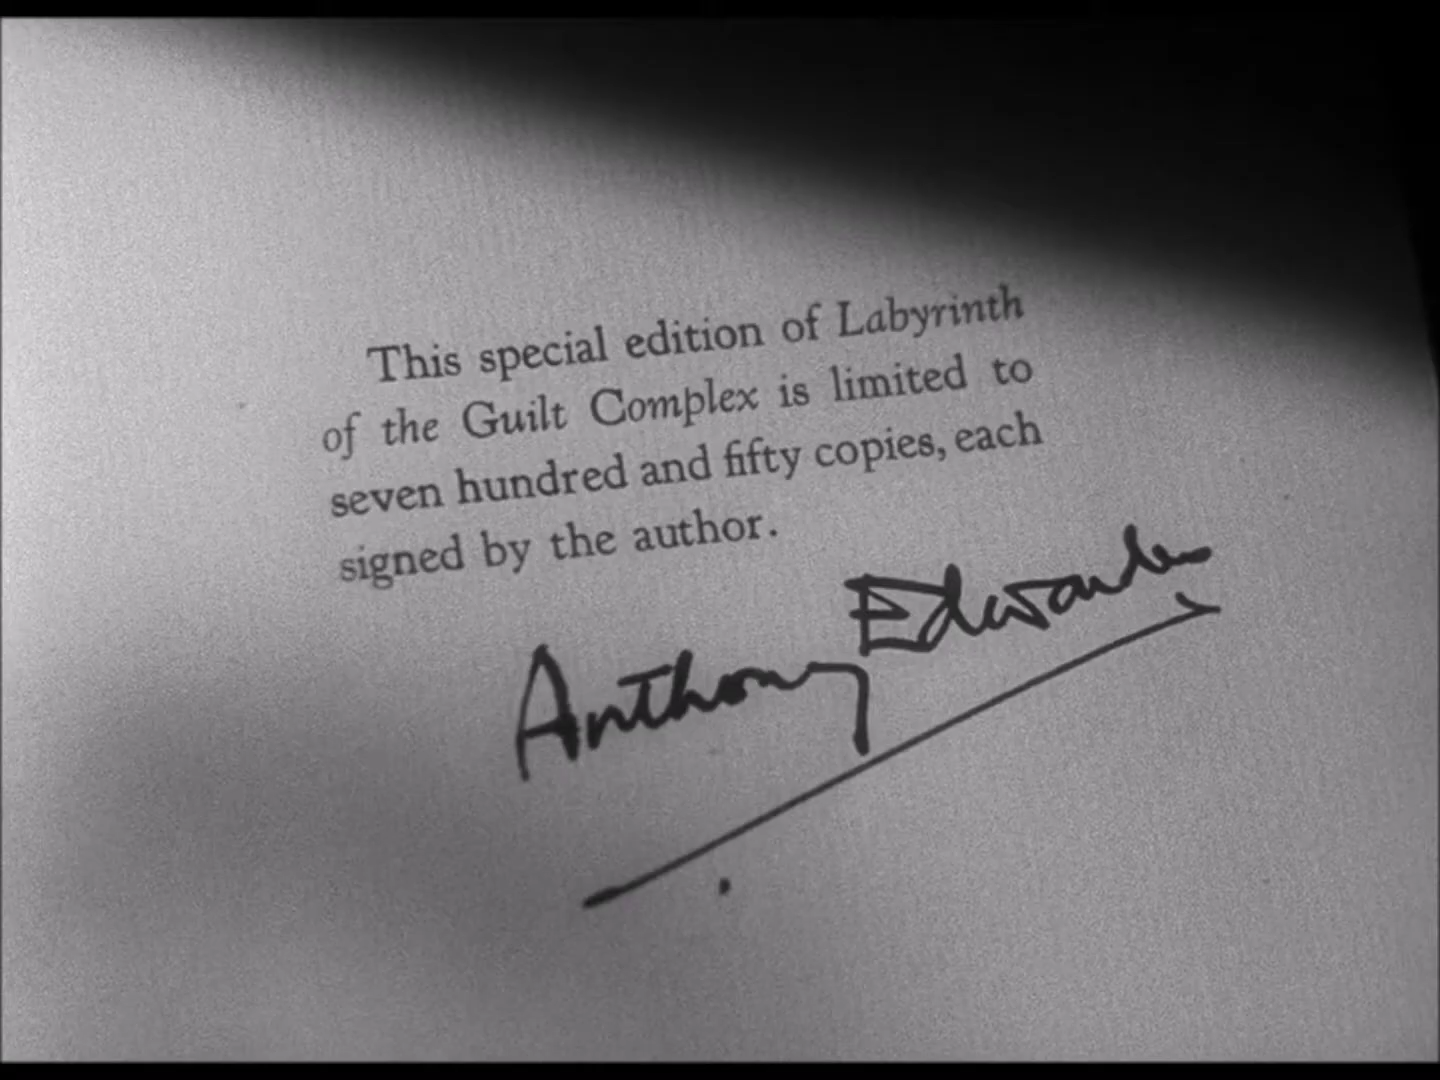 This special edition of Labyrinth
of the Guilt Complex is limited to
seven hundred and fifty copies, each
signed by the author.
Anthony Edwardes